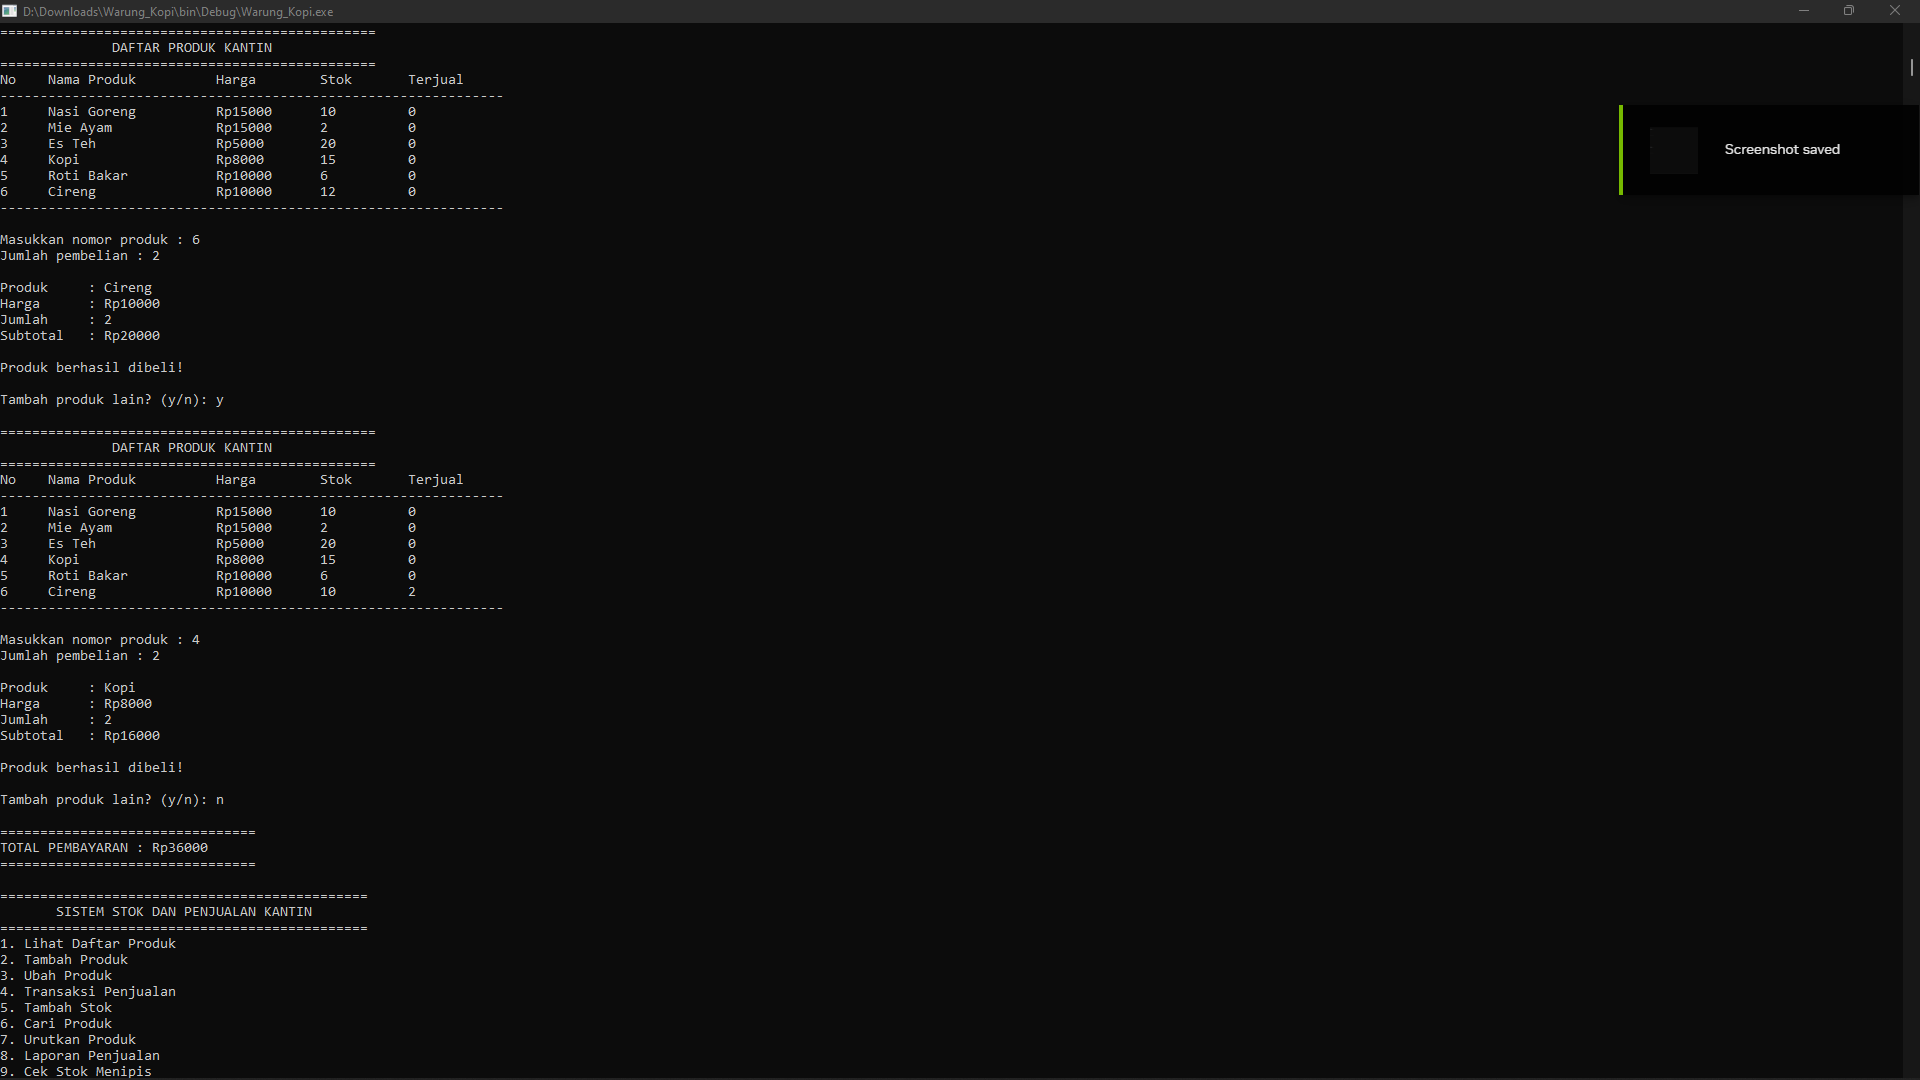 D:\Downloads\Warung_Kopi\bin\Debug\Warung_Kopi.exe
===============================================
DAFTAR PRODUK KANTIN
===============================================
No Nama Produk Harga Stok Terjual
---------------------------------------------------------------
1 Nasi Goreng Rp15000 10 0
2 Mie Ayam Rp15000 2 0
3 Es Teh Rp5000 20 0
4 Kopi Rp8000 15 0
5 Roti Bakar Rp10000 6 0
6 Cireng Rp10000 12 0
---------------------------------------------------------------
Masukkan nomor produk : 6
Jumlah pembelian : 2
Produk : Cireng
Harga : Rp10000
Jumlah : 2
Subtotal : Rp20000
Produk berhasil dibeli!
Tambah produk lain? (y/n): y
===============================================
DAFTAR PRODUK KANTIN
===============================================
No Nama Produk Harga Stok Terjual
---------------------------------------------------------------
1 Nasi Goreng Rp15000 10 0
2 Mie Ayam Rp15000 2 0
3 Es Teh Rp5000 20 0
4 Kopi Rp8000 15 0
5 Roti Bakar Rp10000 6 0
6 Cireng Rp10000 10 2
---------------------------------------------------------------
Masukkan nomor produk : 4
Jumlah pembelian : 2
Produk : Kopi
Harga : Rp8000
Jumlah : 2
Subtotal : Rp16000
Produk berhasil dibeli!
Tambah produk lain? (y/n): n
================================
TOTAL PEMBAYARAN : Rp36000
================================
==============================================
SISTEM STOK DAN PENJUALAN KANTIN
==============================================
1. Lihat Daftar Produk
2. Tambah Produk
3. Ubah Produk
4. Transaksi Penjualan
5. Tambah Stok
6. Cari Produk
7. Urutkan Produk
8. Laporan Penjualan
9. Cek Stok Menipis
Screenshot saved